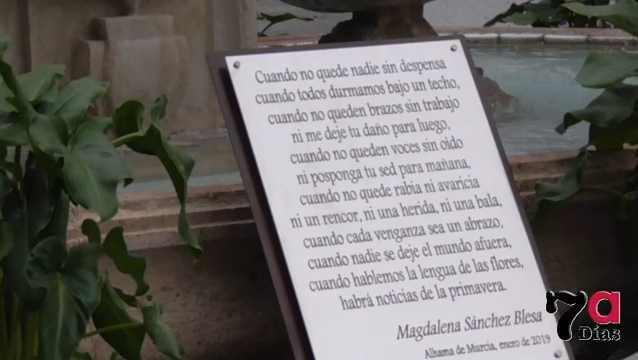 Cuando no quede nadie sin despensa
cuando todos durmamos bajo un techo,
cuando no queden brazos sin trabajo
ni me deje tu daño para luego,
cuando no queden voces sin oído
ni posponga tu sed para mañana,
cuando no quede rabia ni avaricia
ni un rencor, ni una herida, ni una bala,
cuando cada venganza sea un abrazo,
cuando nadie se deje el mundo afuera,
cuando hablemos la lengua de las flores,
habrá noticias de la primavera.
Magdalena Sánchez Blesa
Alhama de Murcia, enero de 2019
7a
Días